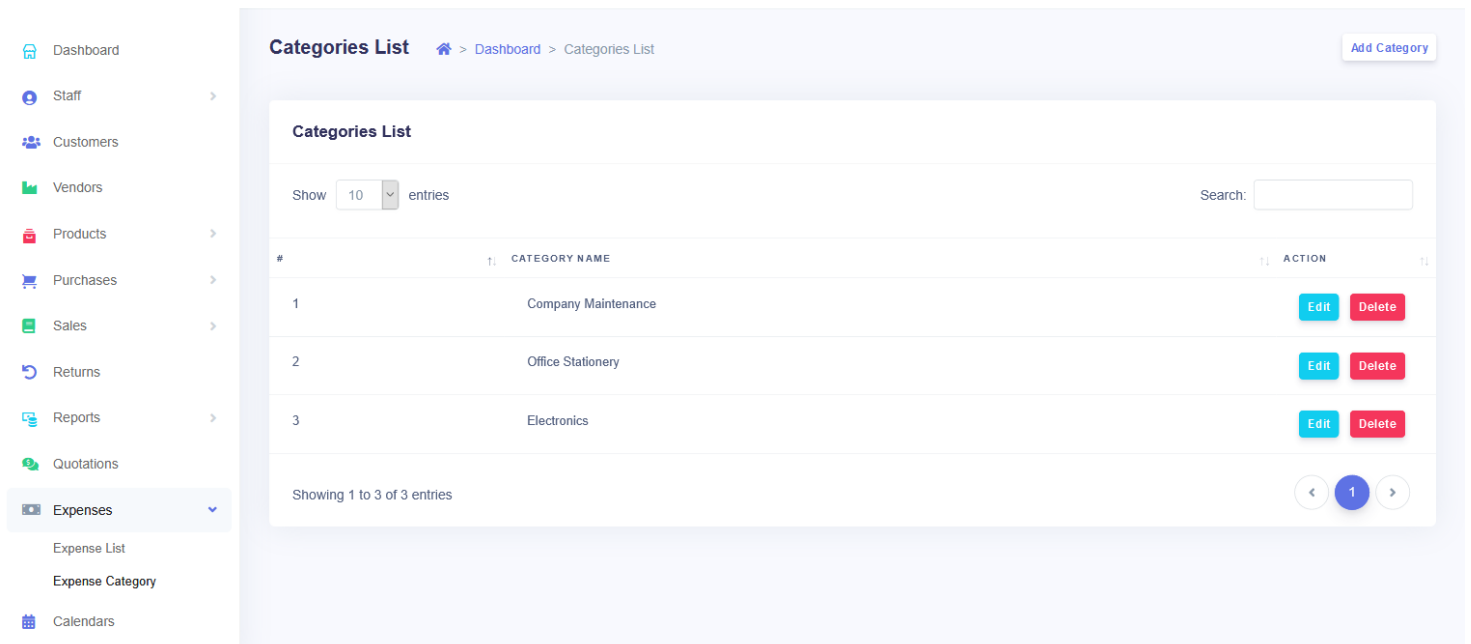 Dashboard
Staff
Customers
Vendors
Products
Purchases
Sales
Returns
Reports
Quotations
Expenses
Expense List
Expense Category
Calendars
Categories List > Dashboard > Categories List
Add Category
Categories List
Show 10 entries Search:
# CATEGORY NAME ACTION
1 Company Maintenance Edit Delete
2 Office Stationery Edit Delete
3 Electronics Edit Delete
Showing 1 to 3 of 3 entries 1